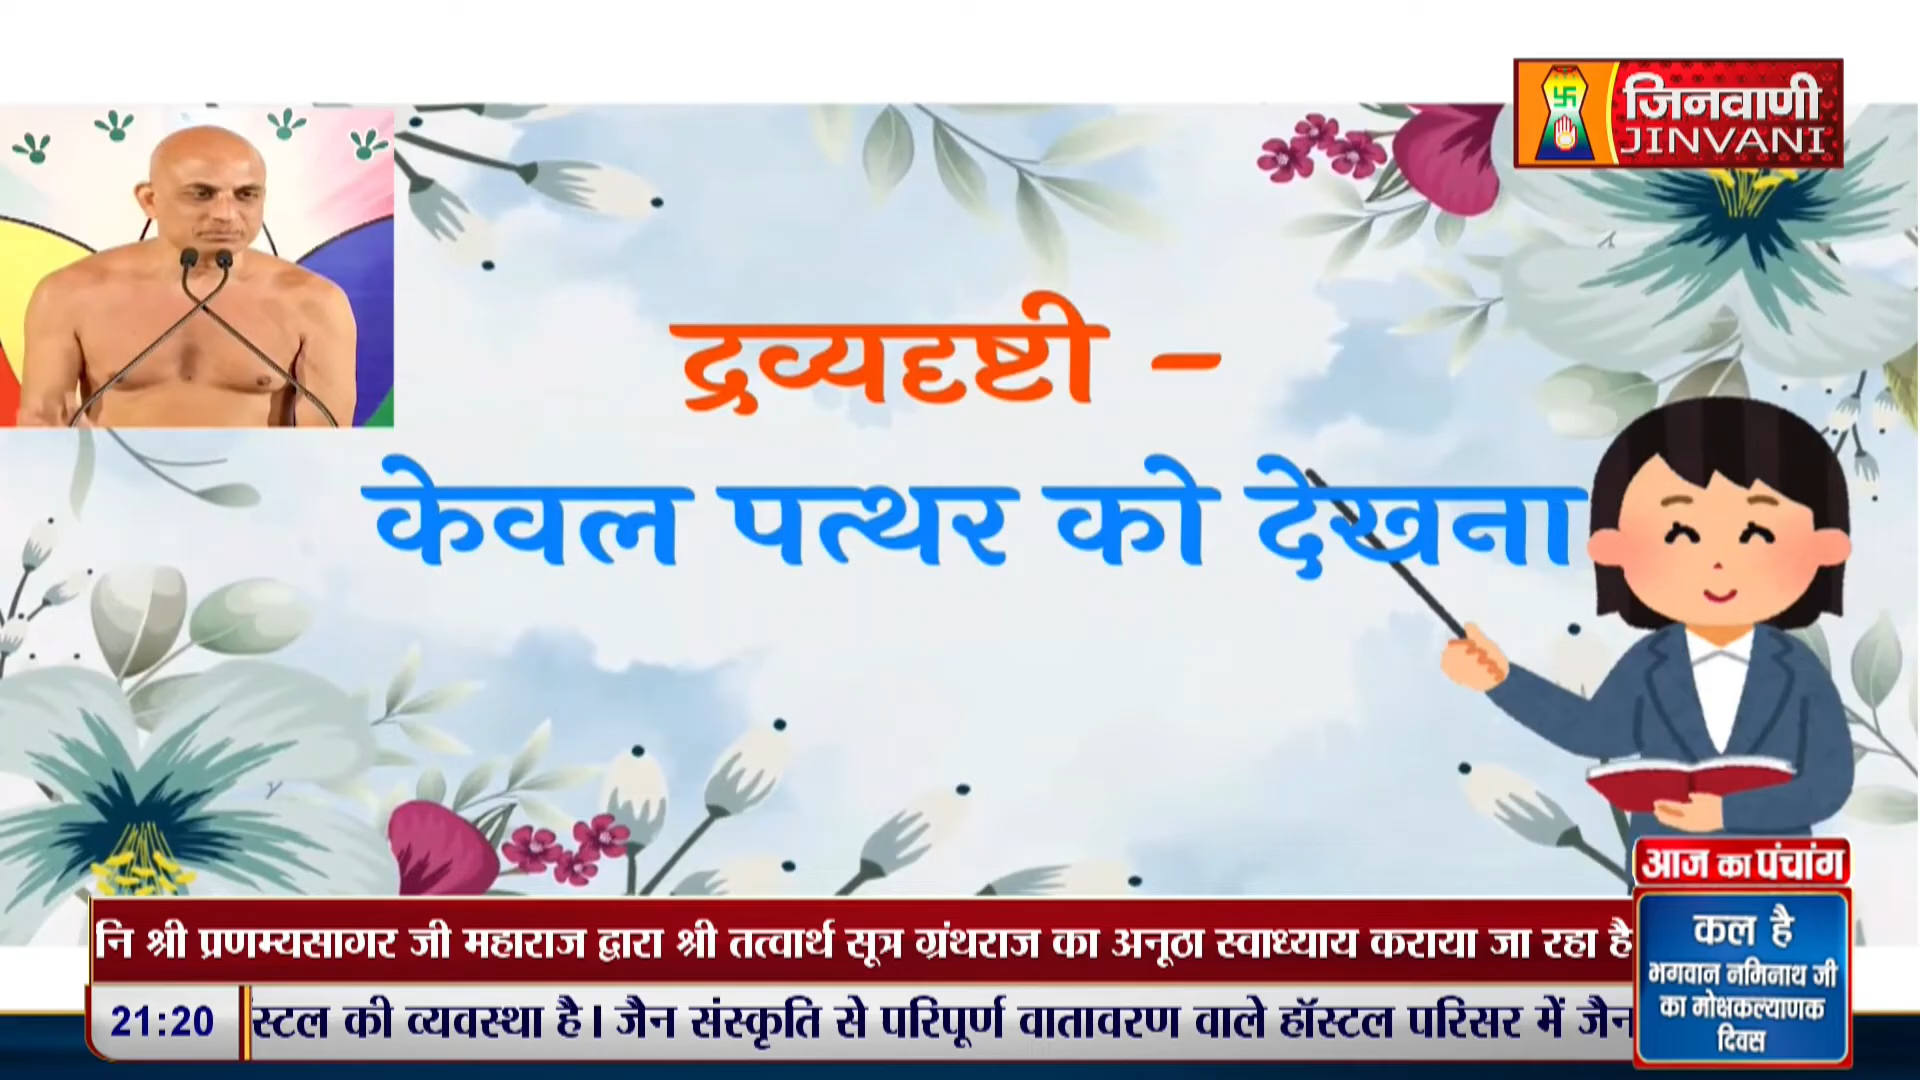 जिनवाणी
JINVANI
द्रव्यदृष्टी –
केवल पत्थर को देखना
आज का पंचांग
कल है
भगवान नमिनाथ जी
का मोक्षकल्याणक
दिवस
नि श्री प्रणम्यसागर जी महाराज द्वारा श्री तत्वार्थ सूत्र ग्रंथराज का अनूठा स्वाध्याय कराया जा रहा है
21:20
स्टल की व्यवस्था है। जैन संस्कृति से परिपूर्ण वातावरण वाले हॉस्टल परिसर में जैन